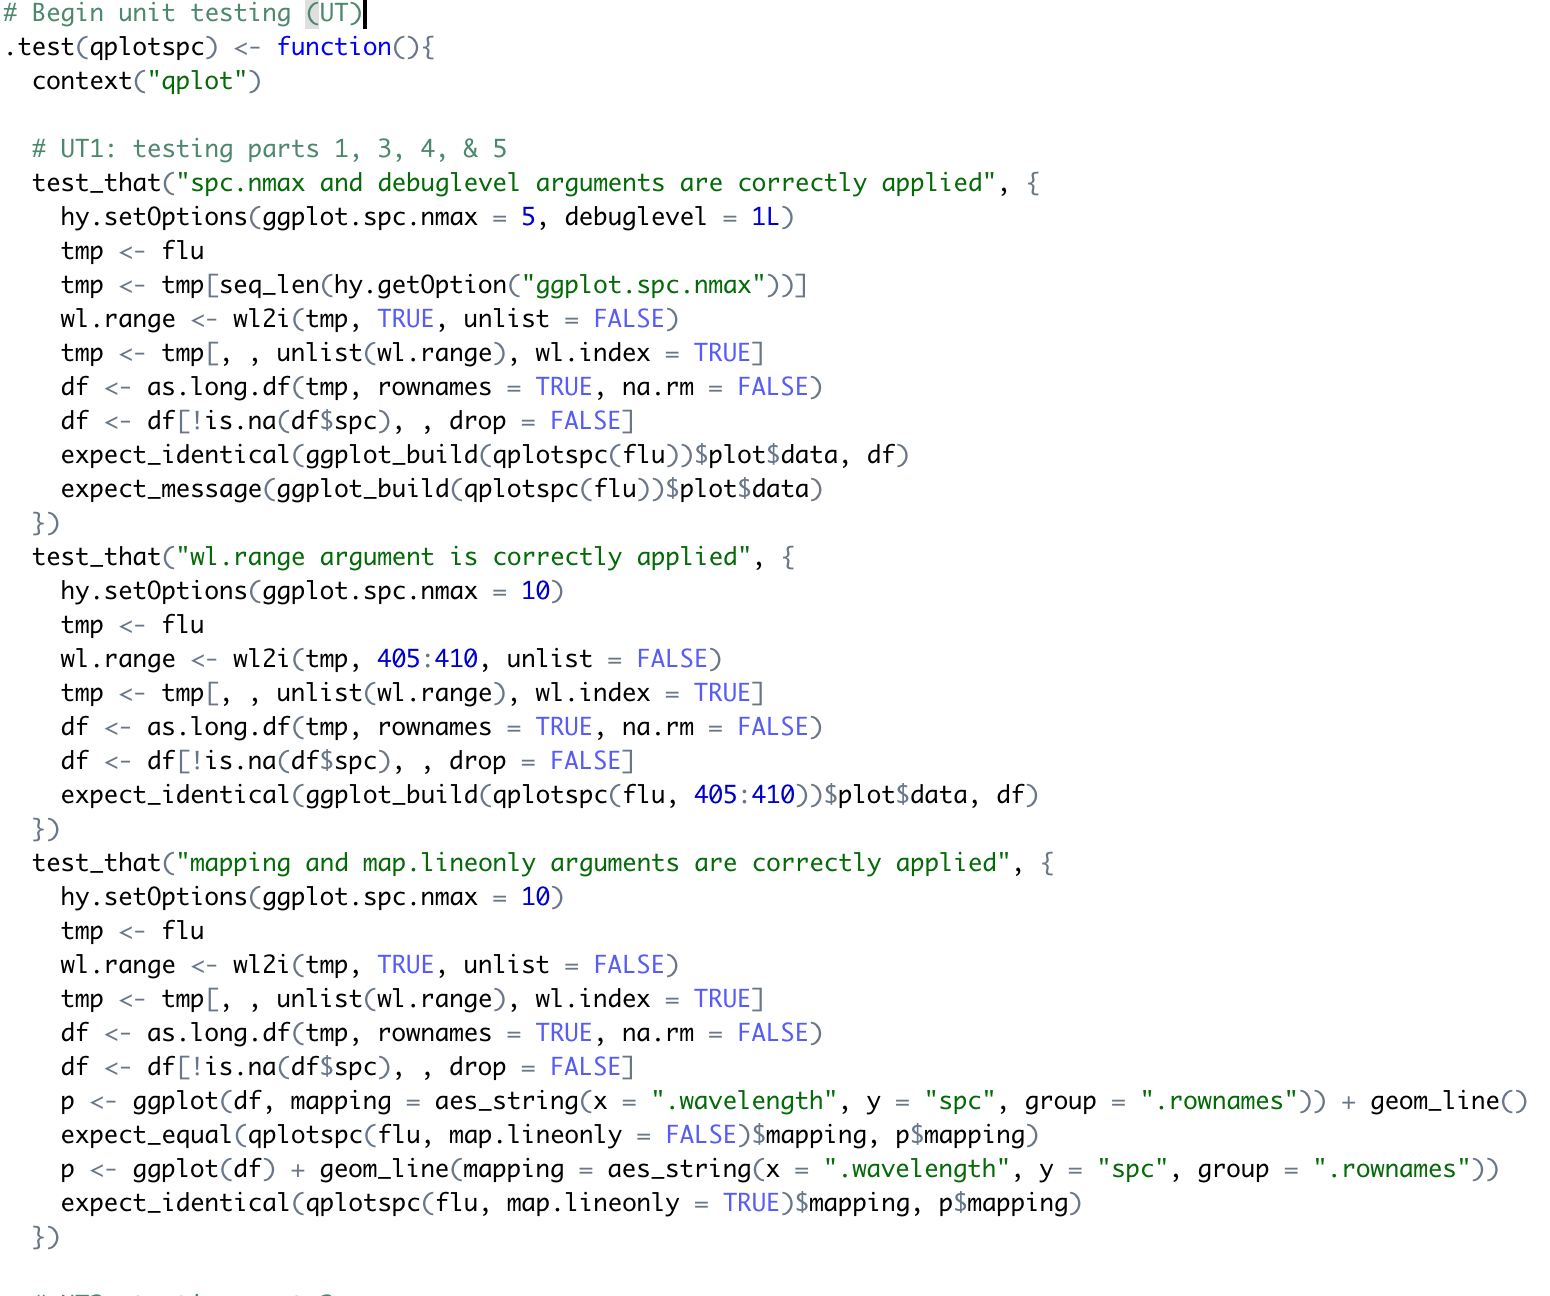 # Begin unit testing (UT)
.test(qplotspc) <- function(){
  context("qplot")

  # UT1: testing parts 1, 3, 4, & 5
  test_that("spc.nmax and debuglevel arguments are correctly applied", {
    hy.setOptions(ggplot.spc.nmax = 5, debuglevel = 1L)
    tmp <- flu
    tmp <- tmp[seq_len(hy.getOption("ggplot.spc.nmax"))]
    wl.range <- wl2i(tmp, TRUE, unlist = FALSE)
    tmp <- tmp[, , unlist(wl.range), wl.index = TRUE]
    df <- as.long.df(tmp, rownames = TRUE, na.rm = FALSE)
    df <- df[!is.na(df$spc), , drop = FALSE]
    expect_identical(ggplot_build(qplotspc(flu))$plot$data, df)
    expect_message(ggplot_build(qplotspc(flu))$plot$data)
  })
  test_that("wl.range argument is correctly applied", {
    hy.setOptions(ggplot.spc.nmax = 10)
    tmp <- flu
    wl.range <- wl2i(tmp, 405:410, unlist = FALSE)
    tmp <- tmp[, , unlist(wl.range), wl.index = TRUE]
    df <- as.long.df(tmp, rownames = TRUE, na.rm = FALSE)
    df <- df[!is.na(df$spc), , drop = FALSE]
    expect_identical(ggplot_build(qplotspc(flu, 405:410))$plot$data, df)
  })
  test_that("mapping and map.lineonly arguments are correctly applied", {
    hy.setOptions(ggplot.spc.nmax = 10)
    tmp <- flu
    wl.range <- wl2i(tmp, TRUE, unlist = FALSE)
    tmp <- tmp[, , unlist(wl.range), wl.index = TRUE]
    df <- as.long.df(tmp, rownames = TRUE, na.rm = FALSE)
    df <- df[!is.na(df$spc), , drop = FALSE]
    p <- ggplot(df, mapping = aes_string(x = ".wavelength", y = "spc", group = ".rownames")) + geom_line()
    expect_equal(qplotspc(flu, map.lineonly = FALSE)$mapping, p$mapping)
    p <- ggplot(df) + geom_line(mapping = aes_string(x = ".wavelength", y = "spc", group = ".rownames"))
    expect_identical(qplotspc(flu, map.lineonly = TRUE)$mapping, p$mapping)
  })